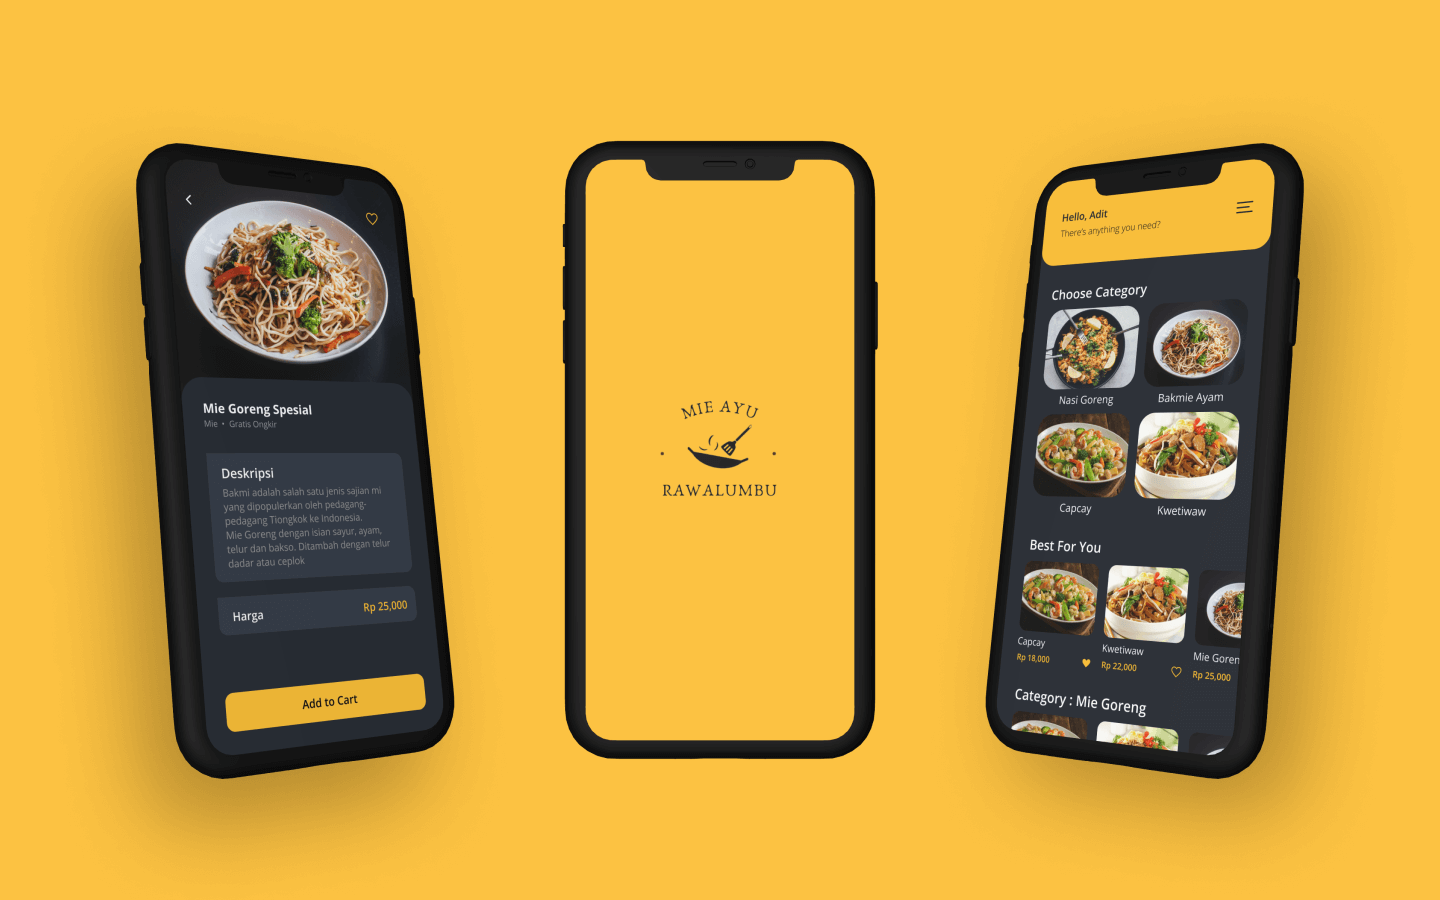 Mie Goreng Spesial
Mie • Gratis Ongkir
Deskripsi
Bakmi adalah salah satu jenis sajian mi
yang dipopulerkan oleh pedagang-
pedagang Tiongkok ke Indonesia.
Mie Goreng dengan isian sayur, ayam,
telur dan bakso. Ditambah dengan telur
dadar atau ceplok
Harga
Rp 25,000
Add to Cart
MIE AYU
RAWALUMBU
Hello, Adit
There's anything you need?
Choose Category
Nasi Goreng
Bakmie Ayam
Capcay
Kwetiwaw
Best For You
Capcay
Rp 18,000
Kwetiwaw
Rp 22,000
Mie Goren
Rp 25,000
Category : Mie Goreng